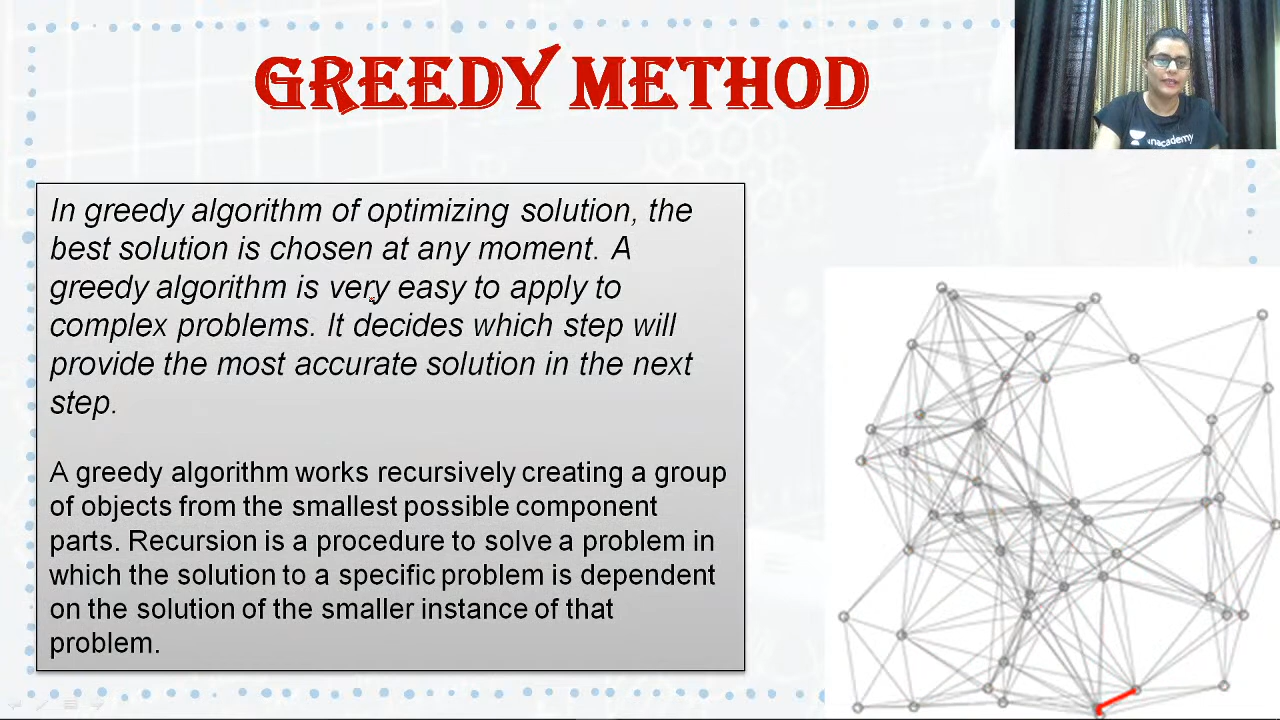 GREEDY METHOD
unacademy
In greedy algorithm of optimizing solution, the
best solution is chosen at any moment. A
greedy algorithm is very easy to apply to
complex problems. It decides which step will
provide the most accurate solution in the next
step.
A greedy algorithm works recursively creating a group
of objects from the smallest possible component
parts. Recursion is a procedure to solve a problem in
which the solution to a specific problem is dependent
on the solution of the smaller instance of that
problem.